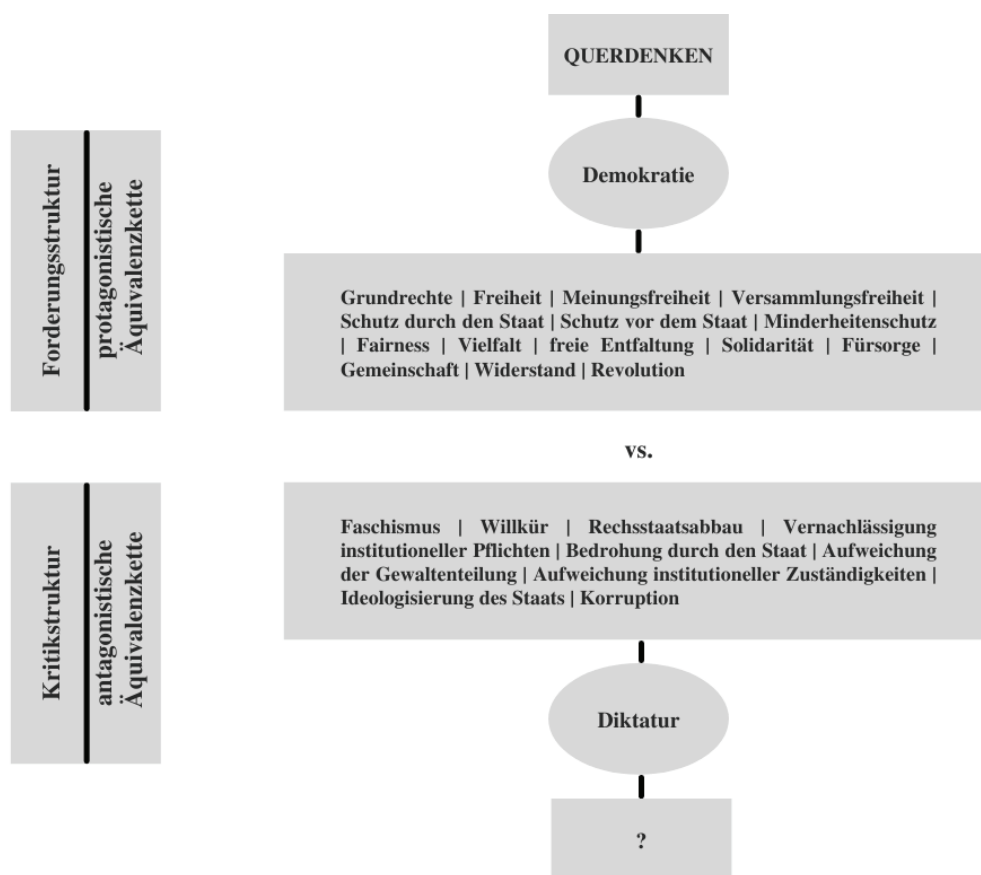 QUERDENKEN
Demokratie
Forderungsstruktur
protagonistische
Äquivalenzkette
Grundrechte | Freiheit | Meinungsfreiheit | Versammlungsfreiheit |
Schutz durch den Staat | Schutz vor dem Staat | Minderheitenschutz
| Fairness | Vielfalt | freie Entfaltung | Solidarität | Fürsorge |
Gemeinschaft | Widerstand | Revolution
vs.
Kritikstruktur
antagonistische
Äquivalenzkette
Faschismus | Willkür | Rechsstaatsabbau | Vernachlässigung
institutioneller Pflichten | Bedrohung durch den Staat | Aufweichung
der Gewaltenteilung | Aufweichung institutioneller Zuständigkeiten |
Ideologisierung des Staats | Korruption
Diktatur
?